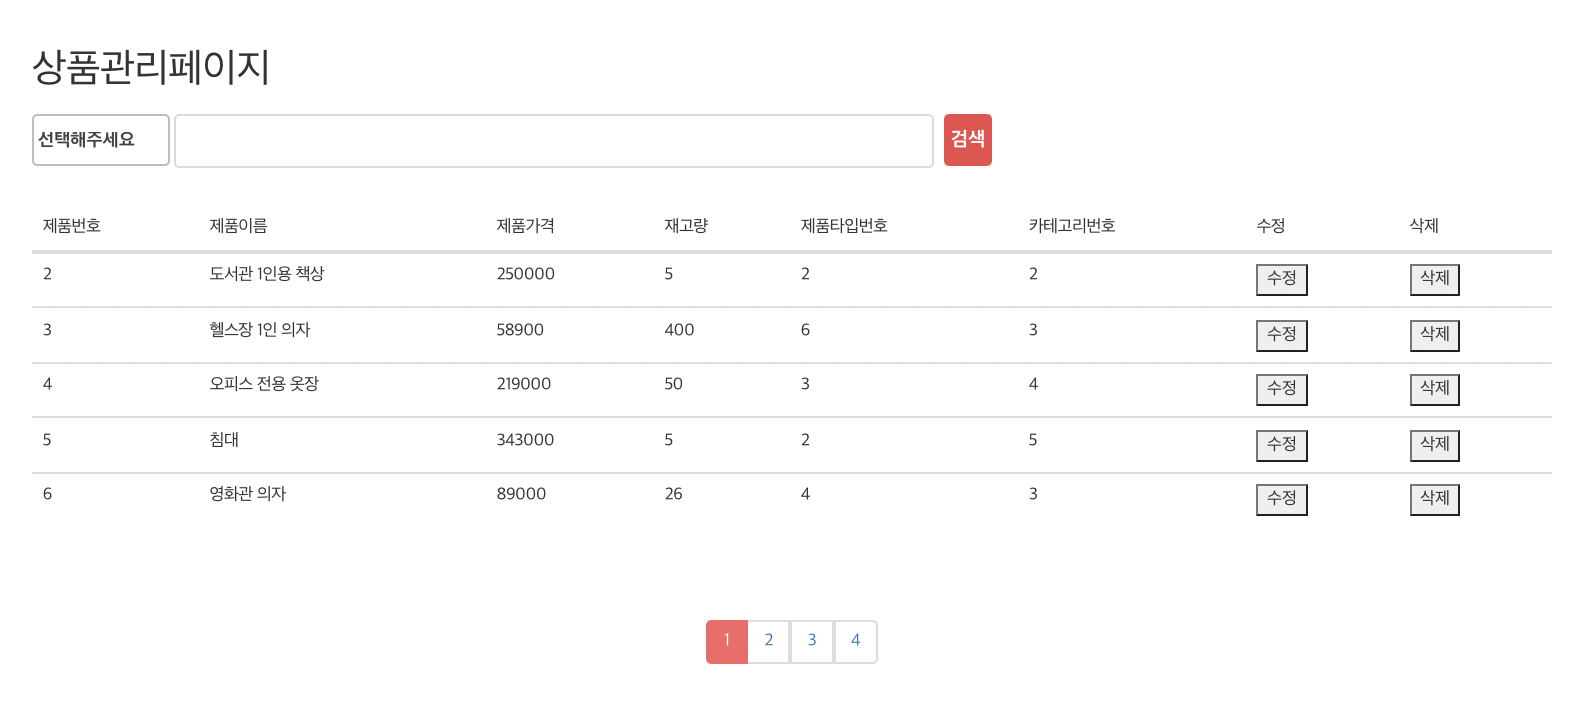 상품관리페이지
선택해주세요 검색
제품번호 제품이름 제품가격 재고량 제품타입번호 카테고리번호 수정 삭제
2 도서관 1인용 책상 250000 5 2 2 수정 삭제
3 헬스장 1인 의자 58900 400 6 3 수정 삭제
4 오피스 전용 옷장 219000 50 3 4 수정 삭제
5 침대 343000 5 2 5 수정 삭제
6 영화관 의자 89000 26 4 3 수정 삭제
1 2 3 4